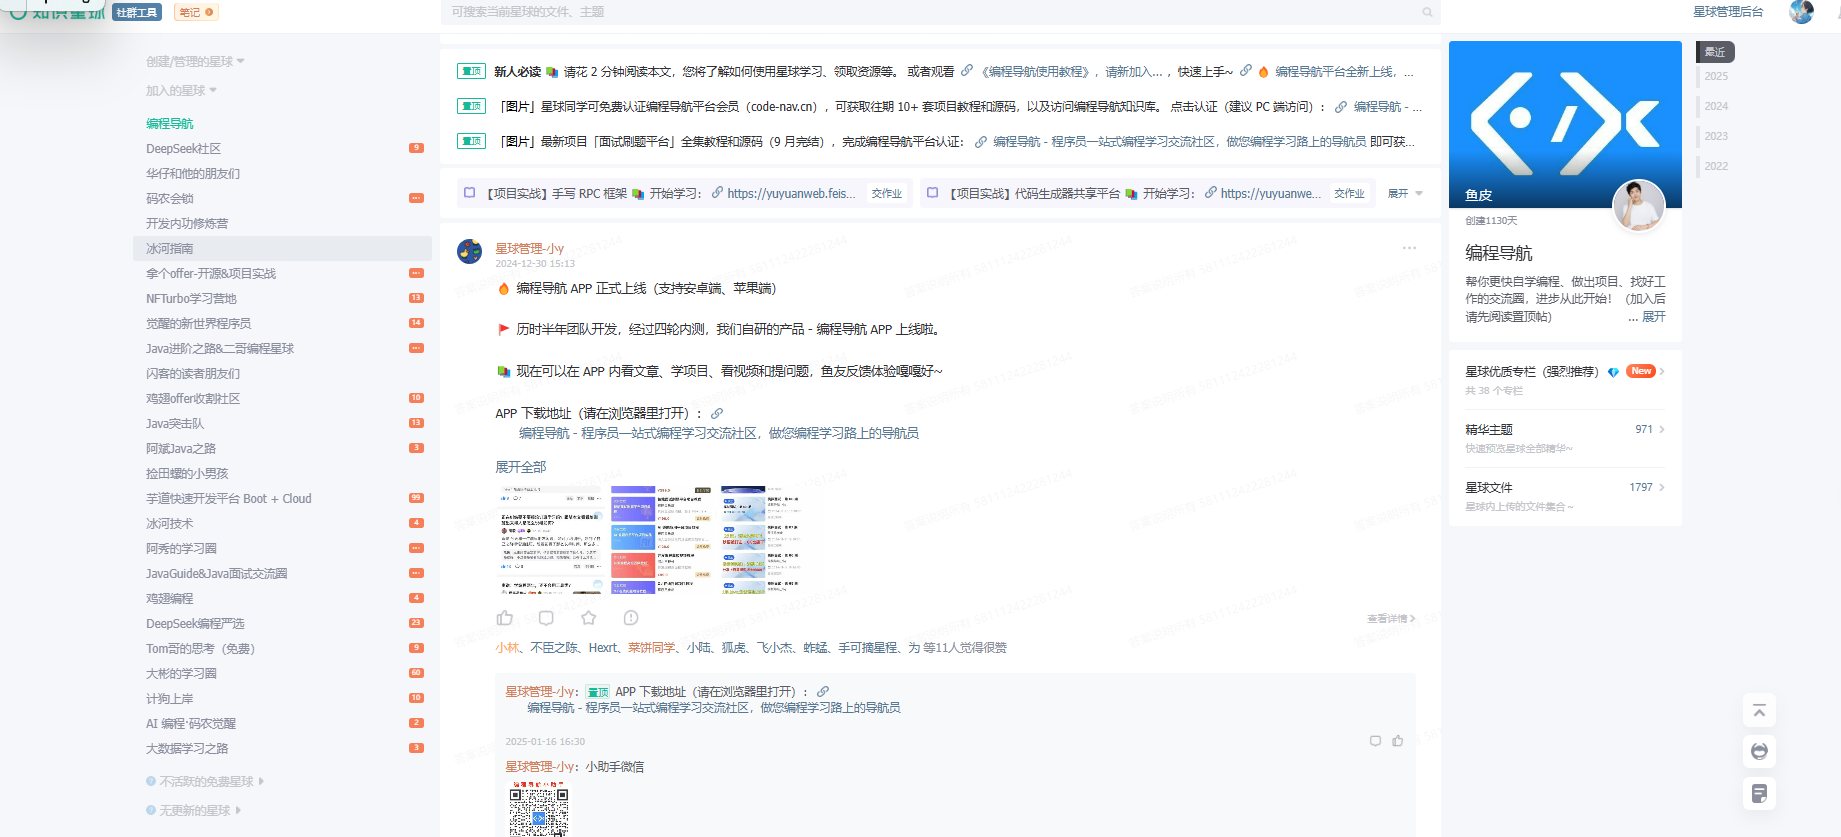 知识星球
社群工具
笔记
可搜索当前星球的文件、主题
星球管理后台
创建/管理的星球
加入的星球
编程导航
DeepSeek社区 9
华仔和他的朋友们
码农会锁
开发内功修炼营
冰河指南
拿个offer-开源&项目实战
NFTurbo学习营地 13
觉醒的新世界程序员 14
Java进阶之路&二哥编程星球
闪客的读者朋友们
鸡翅offer收割社区 10
Java突击队 13
阿斌Java之路 3
捡田螺的小男孩
芋道快速开发平台 Boot + Cloud 99
冰河技术 4
阿秀的学习圈
JavaGuide&Java面试交流圈
鸡翅编程 4
DeepSeek编程严选 23
Tom哥的思考（免费） 9
大彬的学习圈 60
计狗上岸 10
AI 编程·码农觉醒 2
大数据学习之路 3
不活跃的免费星球
无更新的星球
置顶 新人必读 请花 2 分钟阅读本文，您将了解如何使用星球学习、领取资源等。 或者观看 《编程导航使用教程》，请新加入... ，快速上手~ 编程导航平台全新上线，...
置顶 「图片」星球同学可免费认证编程导航平台会员（code-nav.cn），可获取往期 10+ 套项目教程和源码，以及访问编程导航知识库。 点击认证（建议 PC 端访问）： 编程导航 - ...
置顶 「图片」最新项目「面试刷题平台」全集教程和源码（9 月完结），完成编程导航平台认证： 编程导航 - 程序员一站式编程学习交流社区，做您编程学习路上的导航员 即可获...
【项目实战】手写 RPC 框架 开始学习： https://yuyuanweb.feis... 交作业
【项目实战】代码生成器共享平台 开始学习： https://yuyuanwe... 交作业
展开
星球管理-小y
2024-12-30 15:13
编程导航 APP 正式上线（支持安卓端、苹果端）
历时半年团队开发，经过四轮内测，我们自研的产品 - 编程导航 APP 上线啦。
现在可以在 APP 内看文章、学项目、看视频和提问题，鱼友反馈体验嘎嘎好~
APP 下载地址（请在浏览器里打开）：
编程导航 - 程序员一站式编程学习交流社区，做您编程学习路上的导航员
展开全部
查看详情
小林、不臣之陈、Hexrt、菜饼同学、小陆、狐虎、飞小杰、蚱蜢、手可摘星程、为 等11人觉得很赞
星球管理-小y： 置顶 APP 下载地址（请在浏览器里打开）：
编程导航 - 程序员一站式编程学习交流社区，做您编程学习路上的导航员
2025-01-16 16:30
星球管理-小y：小助手微信
编程导航小助手
鱼皮
创建1130天
编程导航
帮你更快自学编程、做出项目、找好工
作的交流圈，进步从此开始！（加入后
请先阅读置顶帖） ... 展开
星球优质专栏（强烈推荐） New
共 38 个专栏
精华主题 971
快速预览星球全部精华~
星球文件 1797
星球内上传的文件集合~
最近
2025
2024
2023
2022